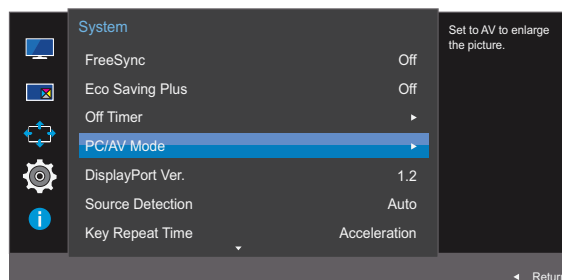 System
FreeSync Off
Eco Saving Plus Off
Off Timer
PC/AV Mode
DisplayPort Ver. 1.2
Source Detection Auto
Key Repeat Time Acceleration
Set to AV to enlarge
the picture.
Return